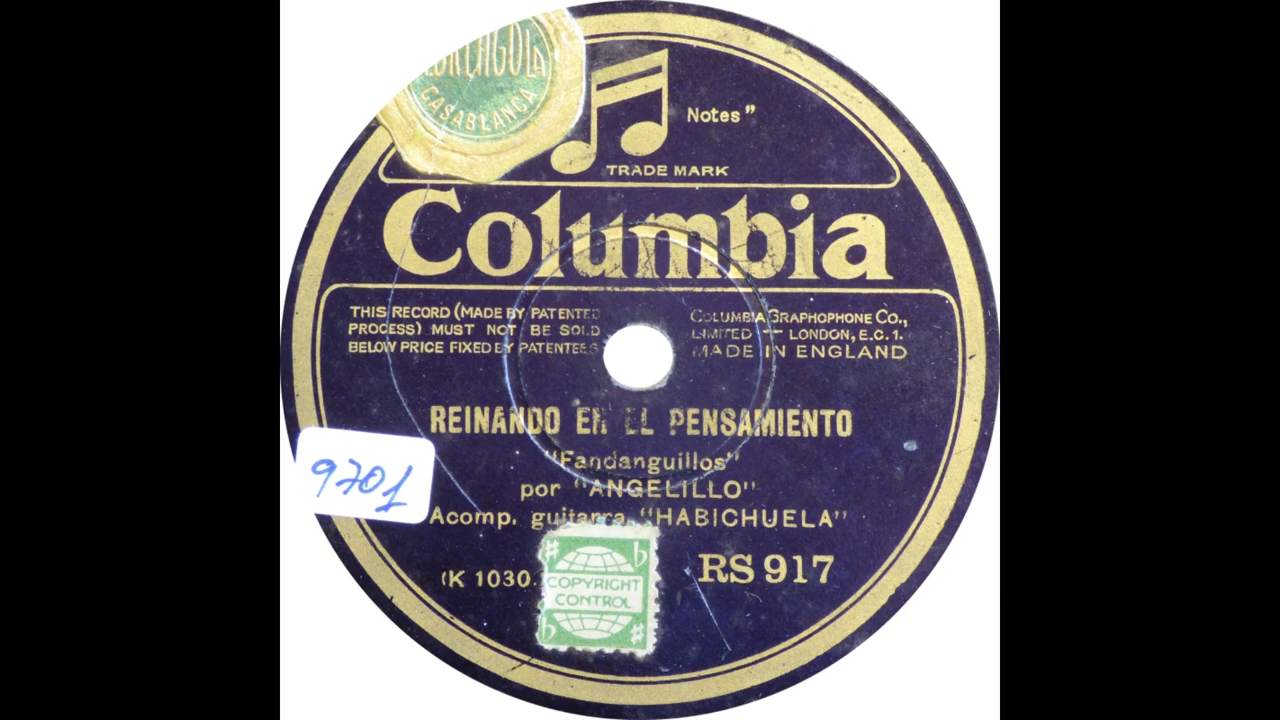 CASABLANCA
Notes"
TRADE MARK
Columbia
THIS RECORD (MADE BY PATENTED
PROCESS) MUST NOT BE SOLD
BELOW PRICE FIXED BY PATENTEES
COLUMBIA GRAPHOPHONE CO.,
LIMITED — LONDON, E.C.1.
MADE IN ENGLAND
REINANDO EN EL PENSAMIENTO
"Fandanguillos"
por "ANGELILLO"
Acomp. guitarra "HABICHUELA"
(K 1030.
RS 917
COPYRIGHT
CONTROL
9701